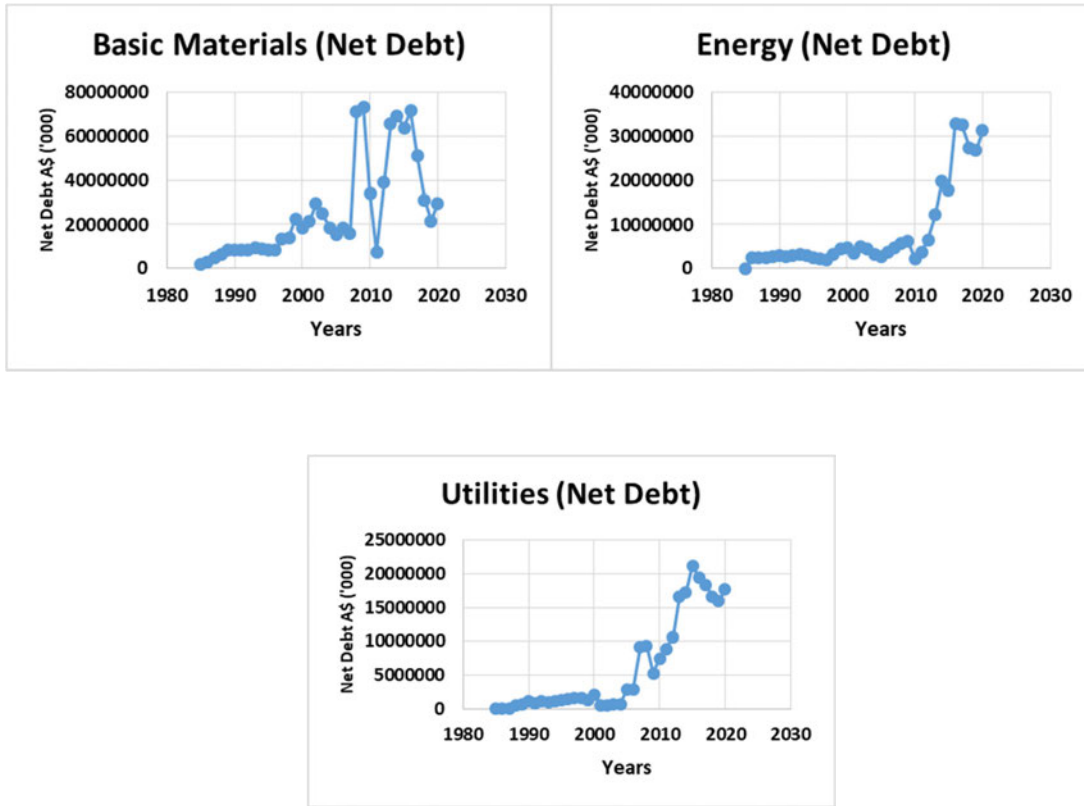 Basic Materials (Net Debt)
Net Debt A$ ('000)
80000000
60000000
40000000
20000000
0
1980 1990 2000 2010 2020 2030
Years
Energy (Net Debt)
Net Debt A$ ('000)
40000000
30000000
20000000
10000000
0
1980 1990 2000 2010 2020 2030
Years
Utilities (Net Debt)
Net Debt A$ ('000)
25000000
20000000
15000000
10000000
5000000
0
1980 1990 2000 2010 2020 2030
Years